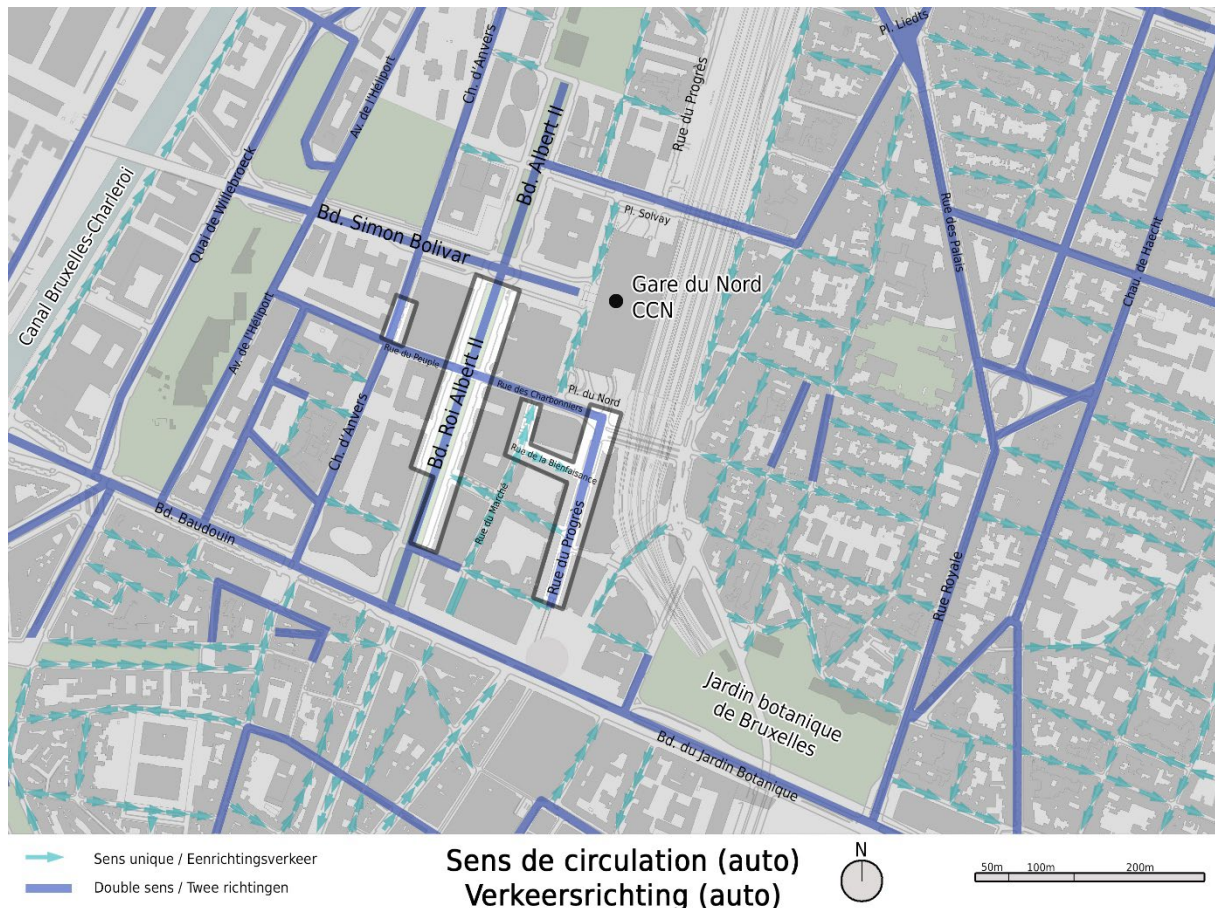 Pl. Liedts
Ch. d'Anvers
Rue du Progrès
Av. de l'Héliport
Bd. Albert II
Quai de Willebroeck
Canal Bruxelles-Charleroi
Bd. Simon Bolivar
Pl. Solvay
Rue des Palais
Chau. de Haecht
Gare du Nord
CCN
Av. de l'Héliport
Rue du Peuple
Rue des Charbonniers
Pl. du Nord
Bd. Roi Albert II
Ch. d'Anvers
Rue de la Bienfaisance
Rue du Marché
Rue du Progrès
Bd. Baudouin
Rue Royale
Jardin botanique
de Bruxelles
Bd. du Jardin Botanique
Sens unique / Eenrichtingsverkeer
Double sens / Twee richtingen
Sens de circulation (auto)
Verkeersrichting (auto)
N
50m 100m 200m